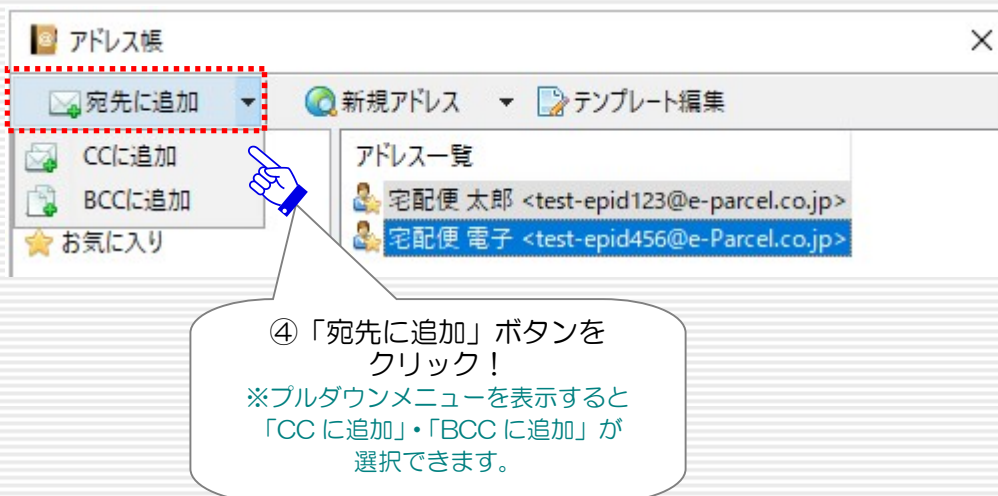 アドレス帳
宛先に追加
新規アドレス
テンプレート編集
CCに追加
BCCに追加
お気に入り
アドレス一覧
宅配便 太郎 <test-epid123@e-parcel.co.jp>
宅配便 電子 <test-epid456@e-Parcel.co.jp>
④「宛先に追加」ボタンを
クリック！
※プルダウンメニューを表示すると
「CC に追加」・「BCC に追加」が
選択できます。